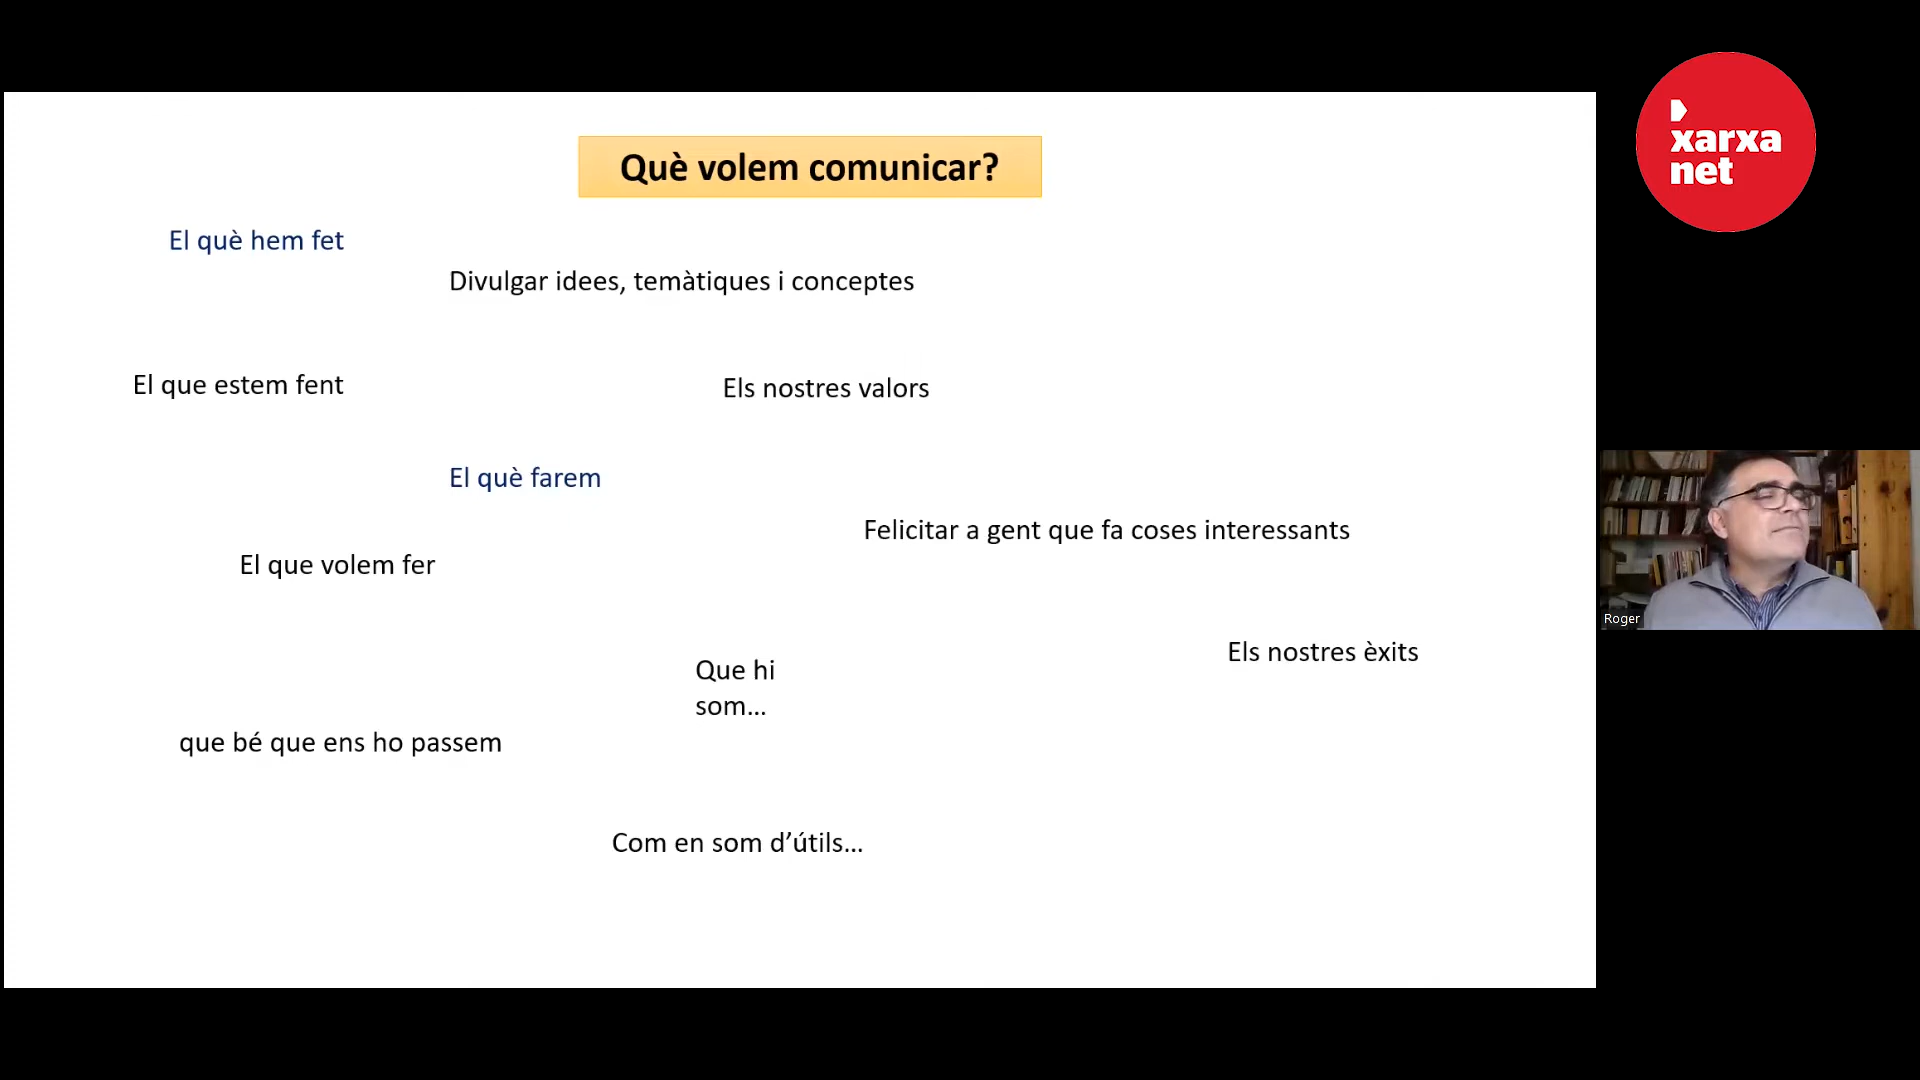 Què volem comunicar?
El què hem fet
Divulgar idees, temàtiques i conceptes
El que estem fent
Els nostres valors
El què farem
Felicitar a gent que fa coses interessants
El que volem fer
Els nostres èxits
Que hi
som...
que bé que ens ho passem
Com en som d’útils...
xarxa
net
Roger